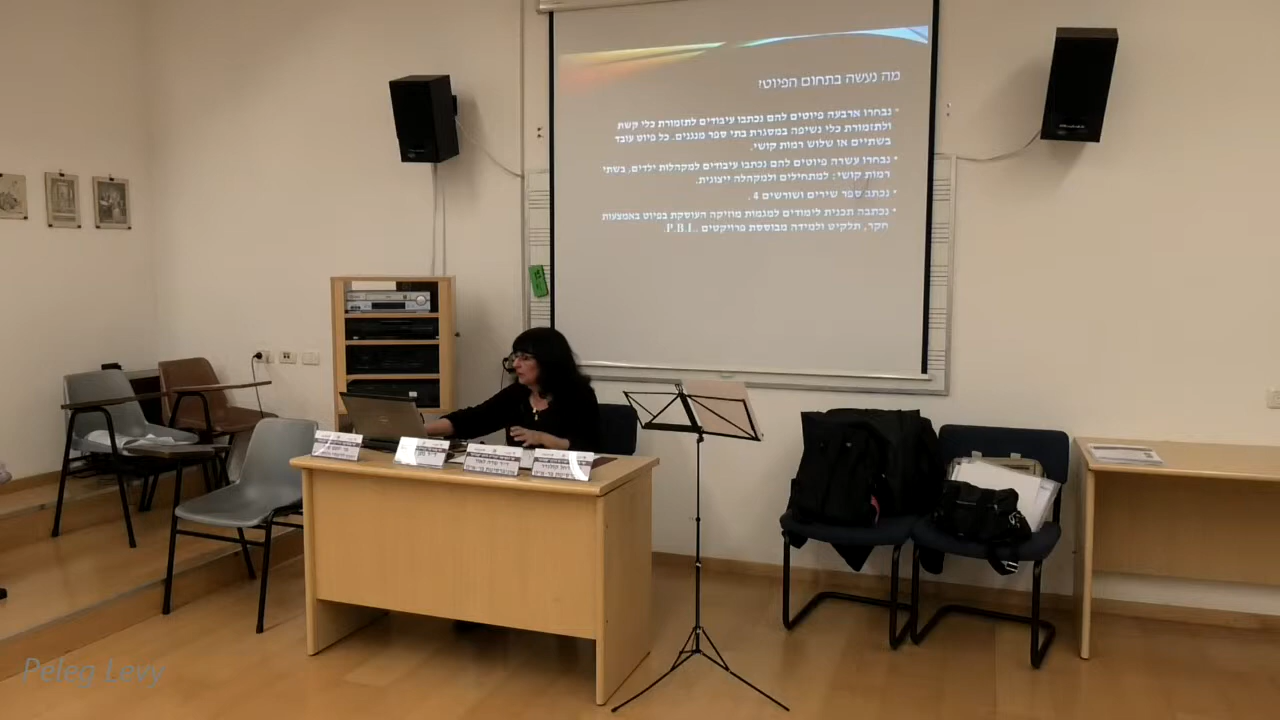 מה נעשה בתחום הפיוט?
נבחרו ארבעה פיוטים להם נכתבו עיבודים לתזמורת כלי קשת
ולתזמורת כלי נשיפה במסגרת בתי ספר מנגנים. כל פיוט עובד
בשתיים או שלוש רמות קושי.
נבחרו עשרה פיוטים להם נכתבו עיבודים למקהלות ילדים, בשתי
רמות קושי: למתחילים ולמקהלה ייצוגית.
נכתב ספר שירים ושורשים 4 .
נכתבה תכנית לימודים למגמות מוזיקה העוסקת בפיוט באמצעות
חקר, תלקיט ולמידה מבוססת פרויקטים ..P.B.L
Peleg Levy